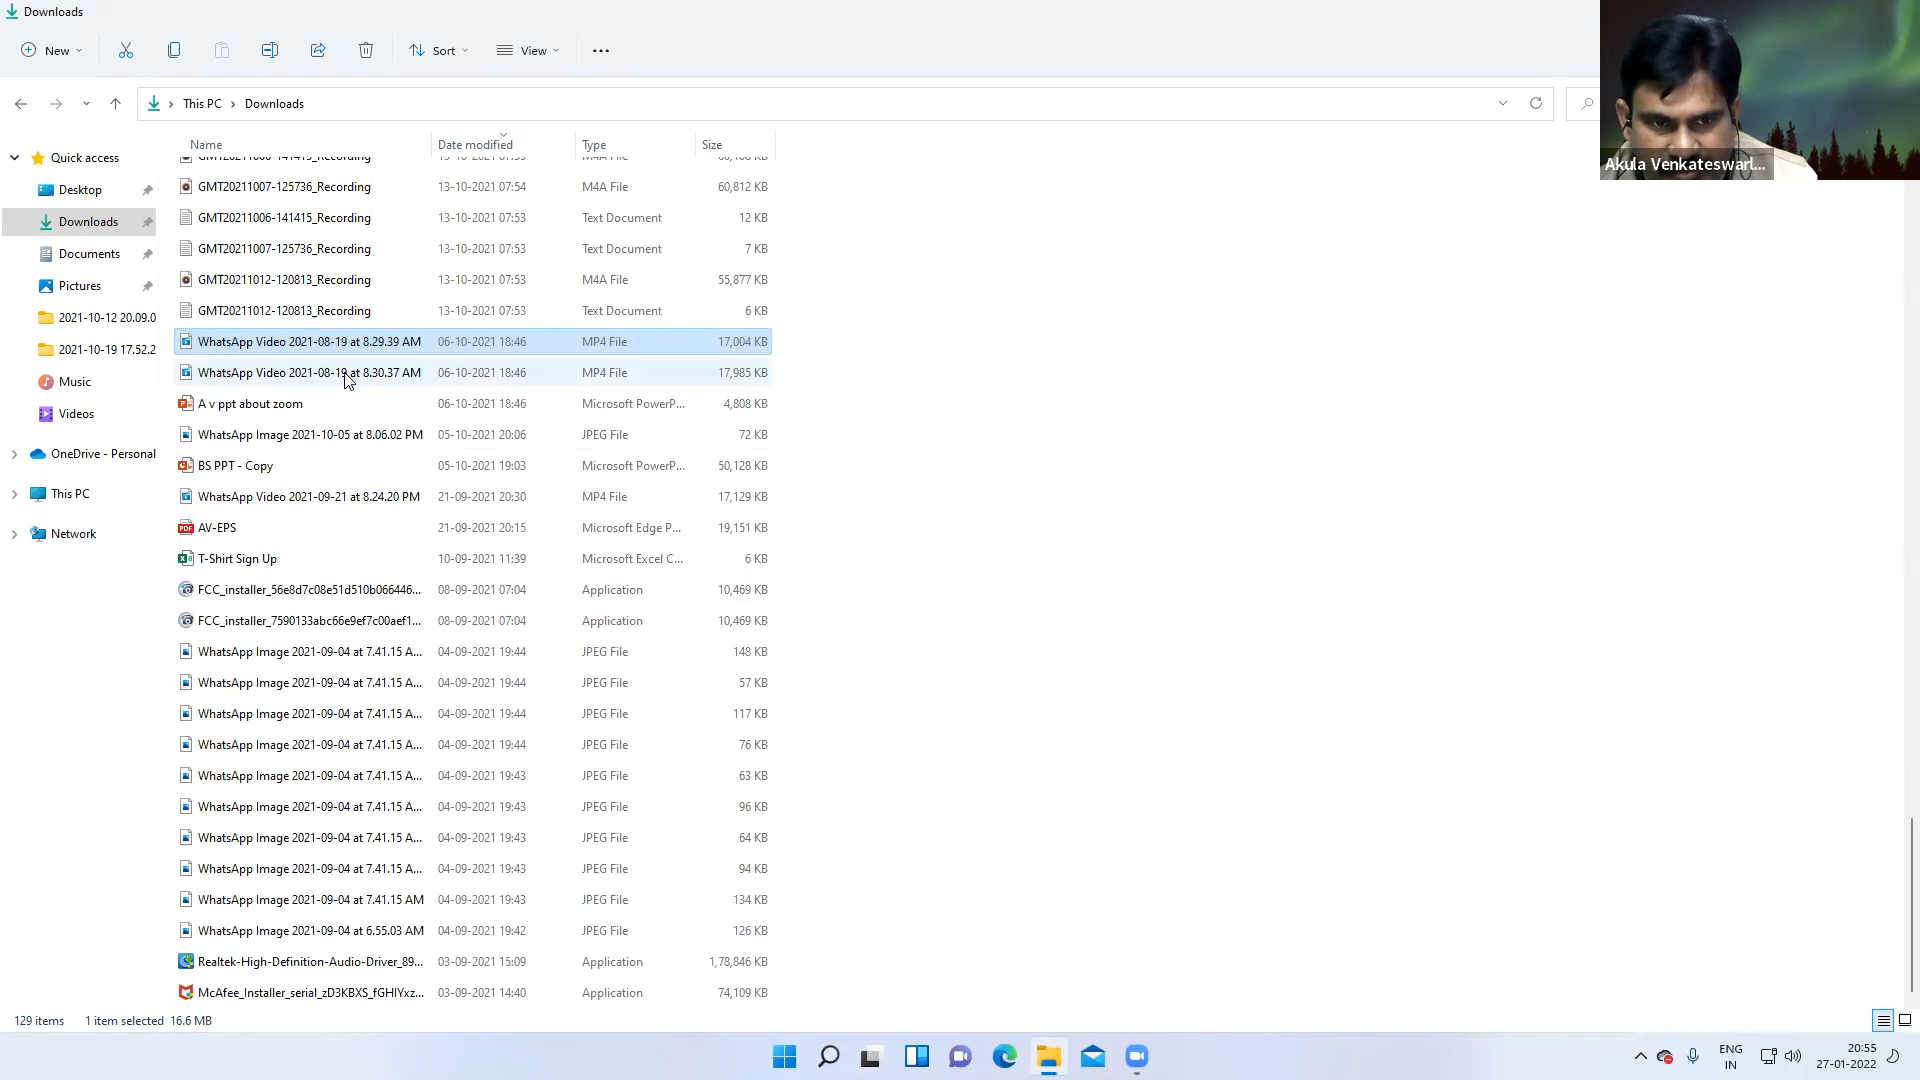 Downloads
New
Sort
View
This PC > Downloads
Name Date modified Type Size
Quick access
Desktop
Downloads
Documents
Pictures
2021-10-12 20.09.0
2021-10-19 17.52.2
Music
Videos
OneDrive - Personal
This PC
Network
GMT20211006-141415_Recording 13-10-2021 07:55 M4A File
GMT20211007-125736_Recording 13-10-2021 07:54 M4A File 60,812 KB
GMT20211006-141415_Recording 13-10-2021 07:53 Text Document 12 KB
GMT20211007-125736_Recording 13-10-2021 07:53 Text Document 7 KB
GMT20211012-120813_Recording 13-10-2021 07:53 M4A File 55,877 KB
GMT20211012-120813_Recording 13-10-2021 07:53 Text Document 6 KB
WhatsApp Video 2021-08-19 at 8.29.39 AM 06-10-2021 18:46 MP4 File 17,004 KB
WhatsApp Video 2021-08-19 at 8.30.37 AM 06-10-2021 18:46 MP4 File 17,985 KB
A v ppt about zoom 06-10-2021 18:46 Microsoft PowerP... 4,808 KB
WhatsApp Image 2021-10-05 at 8.06.02 PM 05-10-2021 20:06 JPEG File 72 KB
BS PPT - Copy 05-10-2021 19:03 Microsoft PowerP... 50,128 KB
WhatsApp Video 2021-09-21 at 8.24.20 PM 21-09-2021 20:30 MP4 File 17,129 KB
AV-EPS 21-09-2021 20:15 Microsoft Edge P... 19,151 KB
T-Shirt Sign Up 10-09-2021 11:39 Microsoft Excel C... 6 KB
FCC_installer_56e8d7c08e51d510b066446... 08-09-2021 07:04 Application 10,469 KB
FCC_installer_7590133abc66e9ef7c00aef1... 08-09-2021 07:04 Application 10,469 KB
WhatsApp Image 2021-09-04 at 7.41.15 A... 04-09-2021 19:44 JPEG File 148 KB
WhatsApp Image 2021-09-04 at 7.41.15 A... 04-09-2021 19:44 JPEG File 57 KB
WhatsApp Image 2021-09-04 at 7.41.15 A... 04-09-2021 19:44 JPEG File 117 KB
WhatsApp Image 2021-09-04 at 7.41.15 A... 04-09-2021 19:44 JPEG File 76 KB
WhatsApp Image 2021-09-04 at 7.41.15 A... 04-09-2021 19:43 JPEG File 63 KB
WhatsApp Image 2021-09-04 at 7.41.15 A... 04-09-2021 19:43 JPEG File 96 KB
WhatsApp Image 2021-09-04 at 7.41.15 A... 04-09-2021 19:43 JPEG File 64 KB
WhatsApp Image 2021-09-04 at 7.41.15 A... 04-09-2021 19:43 JPEG File 94 KB
WhatsApp Image 2021-09-04 at 7.41.15 AM 04-09-2021 19:43 JPEG File 134 KB
WhatsApp Image 2021-09-04 at 6.55.03 AM 04-09-2021 19:42 JPEG File 126 KB
Realtek-High-Definition-Audio-Driver_89... 03-09-2021 15:09 Application 1,78,846 KB
McAfee_Installer_serial_zD3KBXS_fGHIYxz... 03-09-2021 14:40 Application 74,109 KB
129 items 1 item selected 16.6 MB
Akula Venkateswarl...
PDF
ENG
IN
20:55
27-01-2022